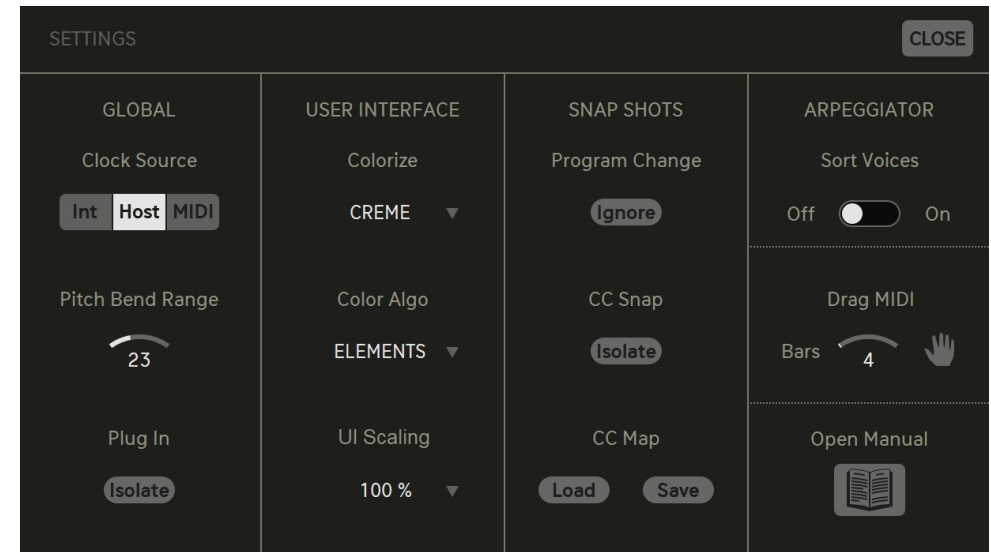 SETTINGS
CLOSE
GLOBAL
Clock Source
Int Host MIDI
Pitch Bend Range
23
Plug In
Isolate
USER INTERFACE
Colorize
CREME
Color Algo
ELEMENTS
UI Scaling
100 %
SNAP SHOTS
Program Change
Ignore
CC Snap
Isolate
CC Map
Load Save
ARPEGGIATOR
Sort Voices
Off On
Drag MIDI
Bars 4
Open Manual